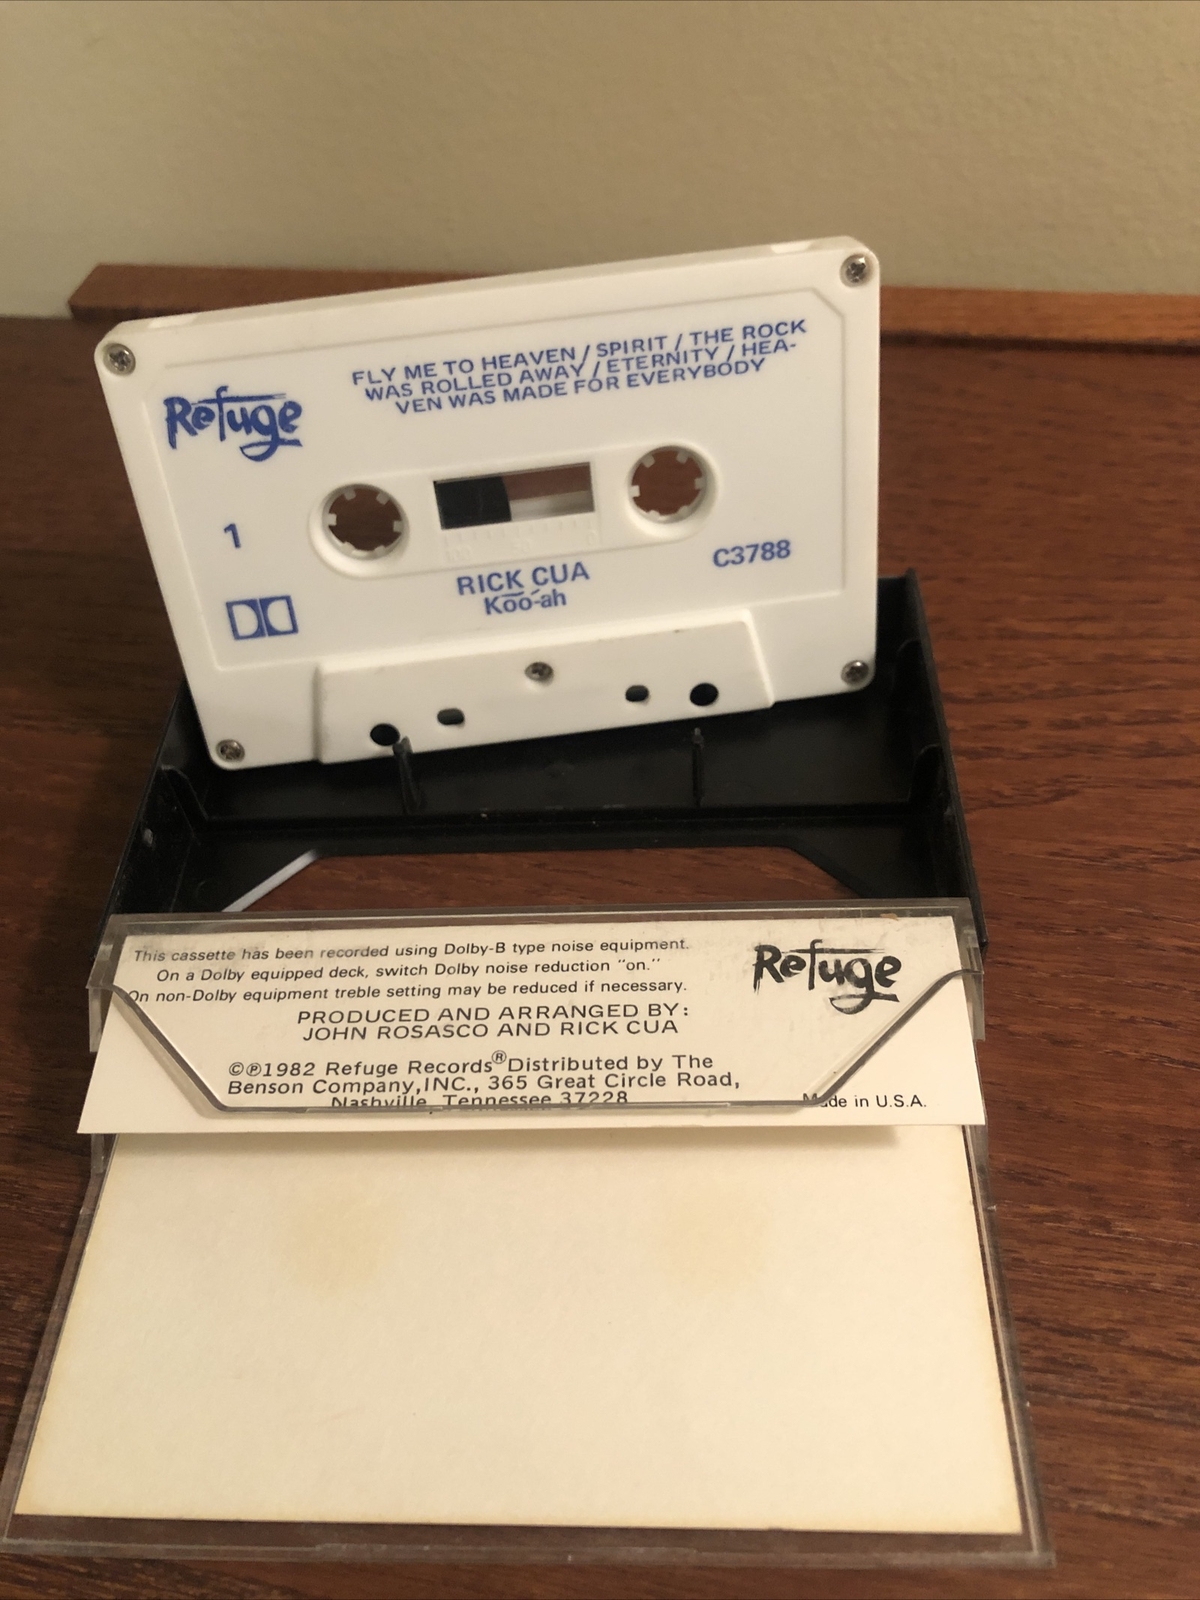 FLY ME TO HEAVEN / SPIRIT / THE ROCK
WAS ROLLED AWAY / ETERNITY / HEA-
VEN WAS MADE FOR EVERYBODY
Refuge
1
RICK CUA
Kōō-́ah
C3788
This cassette has been recorded using Dolby-B type noise equipment.
On a Dolby equipped deck, switch Dolby noise reduction "on."
On non-Dolby equipment treble setting may be reduced if necessary.
Refuge
PRODUCED AND ARRANGED BY:
JOHN ROSASCO AND RICK CUA
©℗1982 Refuge Records® Distributed by The
Benson Company, INC., 365 Great Circle Road,
Nashville, Tennessee 37228
Made in U.S.A.